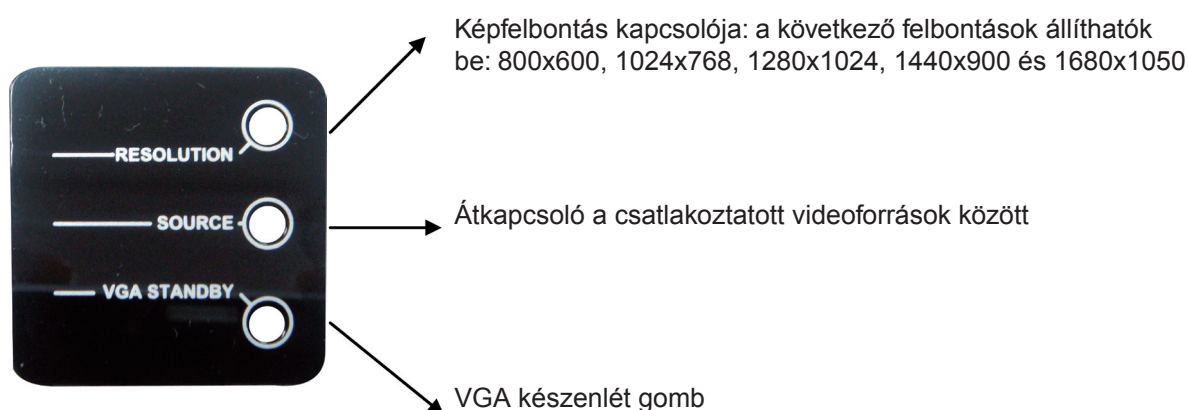 Képfelbontás kapcsolója: a következő felbontások állíthatók
be: 800x600, 1024x768, 1280x1024, 1440x900 és 1680x1050
RESOLUTION
SOURCE
Átkapcsoló a csatlakoztatott videoforrások között
VGA STANDBY
VGA készenlét gomb